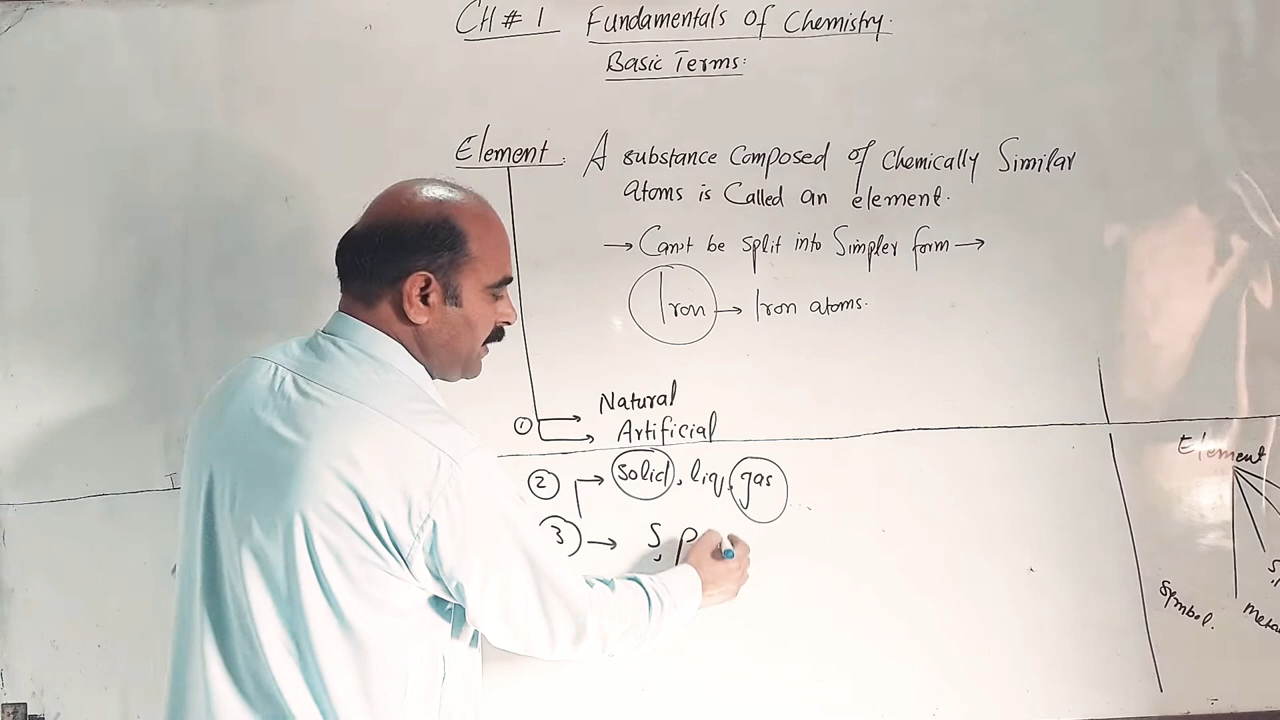 CH # 1 Fundamentals of Chemistry.
Basic Terms:
Element: A substance Composed of Chemically Similar
atoms is Called an element.
→ Can't be split into Simpler form →
Iron → Iron atoms.
Natural
① Artificial
② → solid, liq, gas
③ → S, P
Element
Symbol.